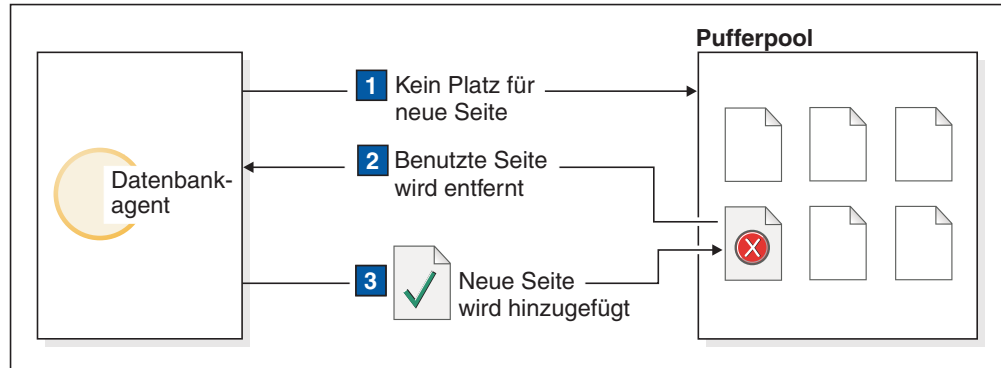 Pufferpool
1 Kein Platz für
neue Seite
2 Benutzte Seite
wird entfernt
Datenbank-
agent
3 Neue Seite
wird hinzugefügt